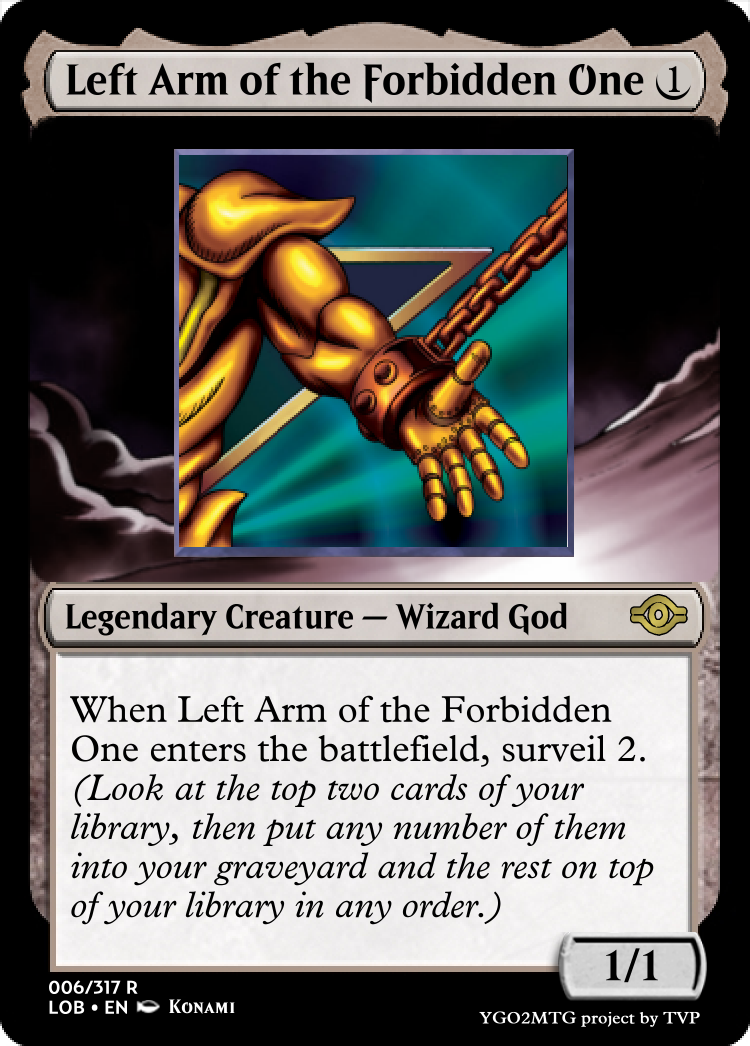 Left Arm of the Forbidden One 1
Legendary Creature — Wizard God
When Left Arm of the Forbidden
One enters the battlefield, surveil 2.
(Look at the top two cards of your
library, then put any number of them
into your graveyard and the rest on top
of your library in any order.)
1/1
006/317 R
LOB • EN KONAMI
YGO2MTG project by TVP